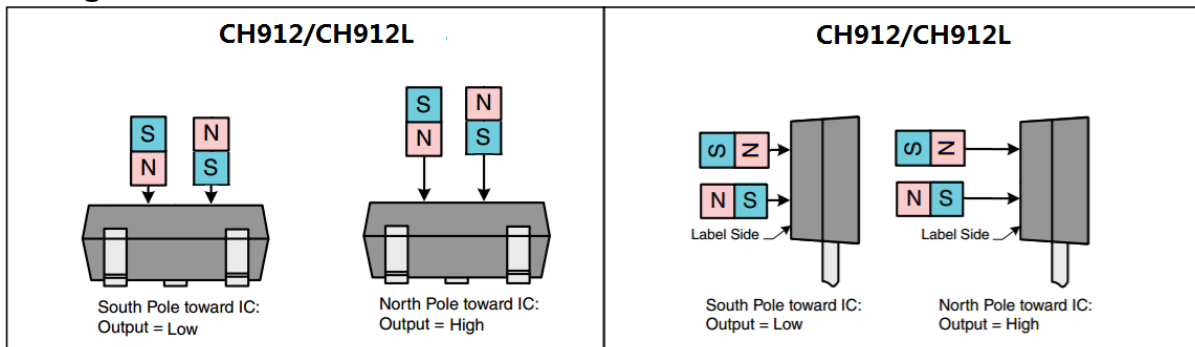 CH912/CH912L
S
N
N
S
S
N
N
S
South Pole toward IC:
Output = Low
North Pole toward IC:
Output = High
CH912/CH912L
S N
N S
Label Side
S N
N S
Label Side
South Pole toward IC:
Output = Low
North Pole toward IC:
Output = High